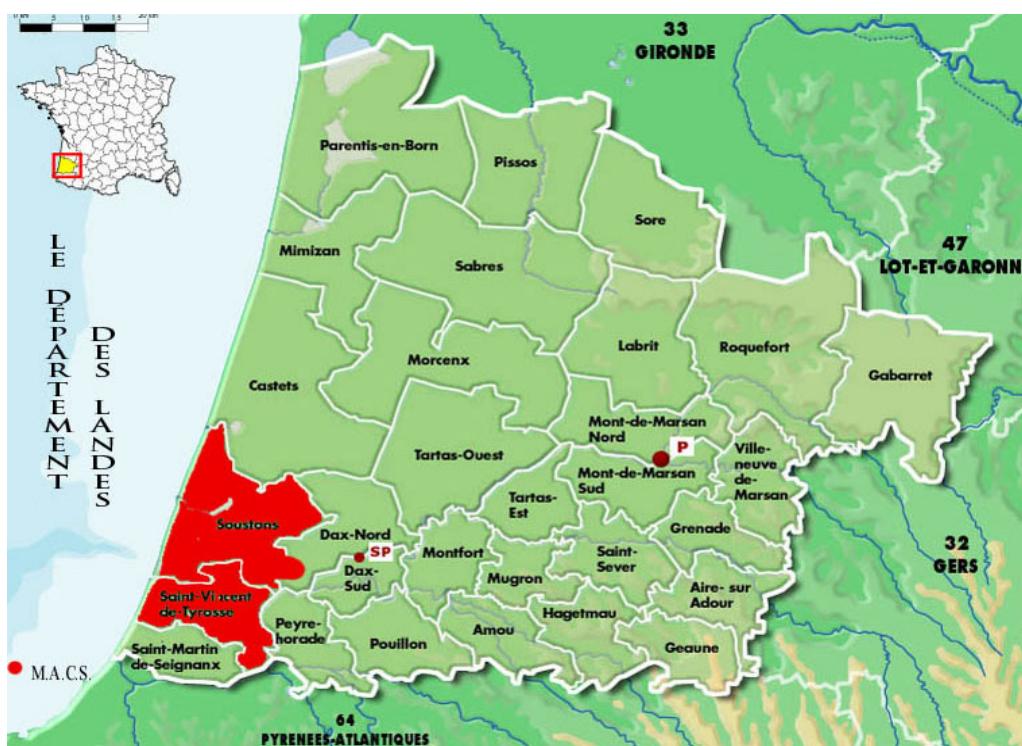 33
GIRONDE
Parentis-en-Born
Pissos
Sore
47
LOT-ET-GARONN
Mimizan
Sabres
LE DÉPARTEMENT
DES LANDES
Labrit
Roquefort
Gabarret
Morcenx
Castets
Mont-de-Marsan
Nord
P
Ville-
neuve
de-
Marsan
Tartas-Ouest
Mont-de-Marsan
Sud
Tartas-
Est
Soustons
Dax-Nord
SP
Grenade
32
GERS
Montfort
Saint-
Sever
Dax-
Sud
Mugron
Aire- sur
Adour
Saint-Vincent
de-Tyrosse
Hagetmau
Peyre-
horade
Amou
Pouillon
Geaune
Saint-Martin
de-Seignanx
M.A.C.S.
64
PYRENEES-ATLANTIQUES